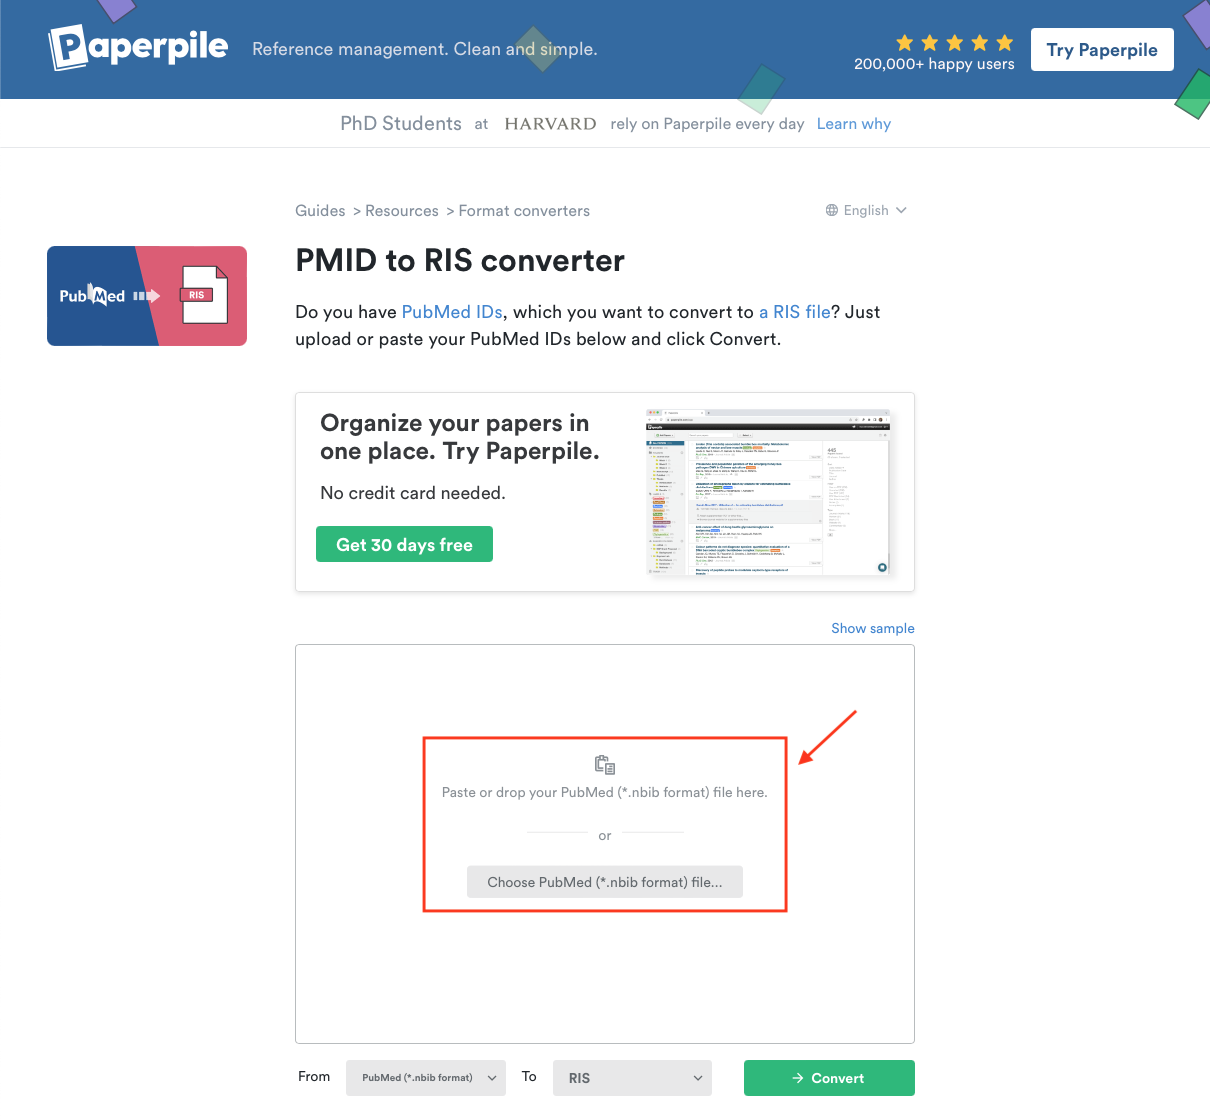 Paperpile
Reference management. Clean and simple.
200,000+ happy users
Try Paperpile
PhD Students at HARVARD rely on Paperpile every day Learn why
Guides > Resources > Format converters
English
PubMed
RIS
PMID to RIS converter
Do you have PubMed IDs, which you want to convert to a RIS file? Just
upload or paste your PubMed IDs below and click Convert.
Organize your papers in
one place. Try Paperpile.
No credit card needed.
Get 30 days free
Show sample
Paste or drop your PubMed (*.nbib format) file here.
or
Choose PubMed (*.nbib format) file...
From
PubMed (*.nbib format)
To
RIS
Convert